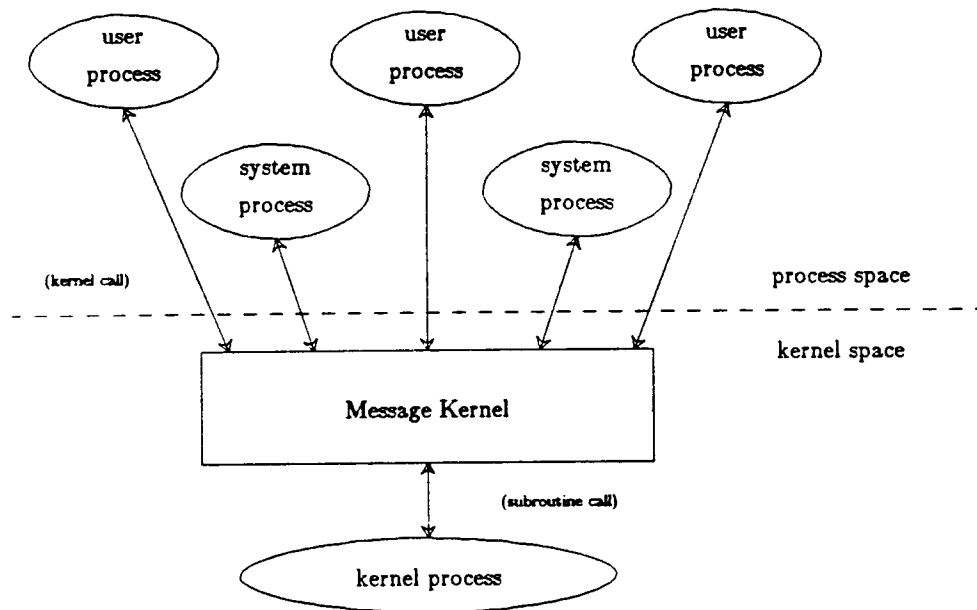 user
process
user
process
user
process
system
process
system
process
(kernel call)
process space
kernel space
Message Kernel
(subroutine call)
kernel process